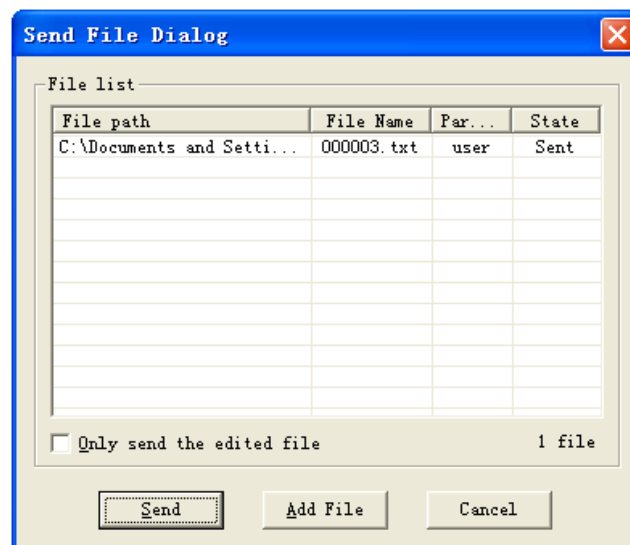 Send File Dialog
File list
File path File Name Par... State
C:\Documents and Setti... 000003.txt user Sent
Only send the edited file 1 file
Send Add File Cancel